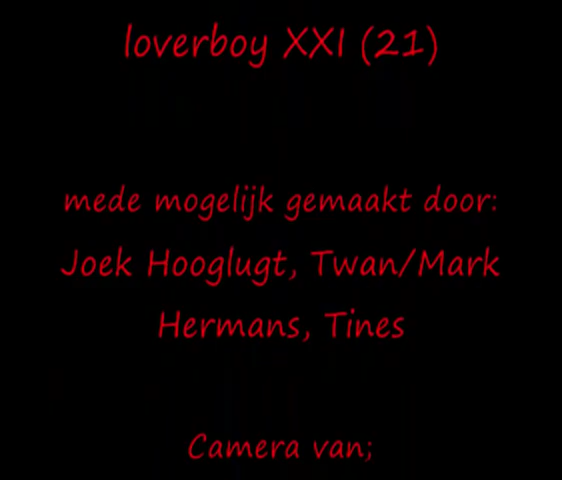 loverboy XXI (21)
mede mogelijk gemaakt door:
Joek Hooglugt, Twan/Mark
Hermans, Tines
Camera van;